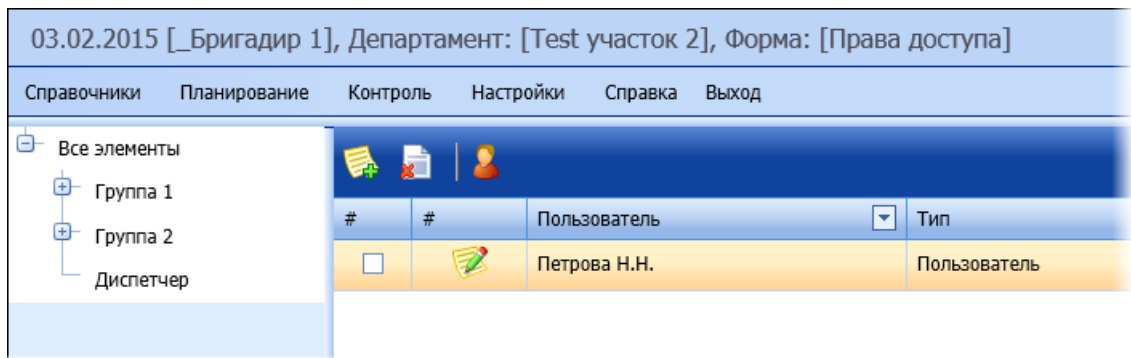 03.02.2015 [_Бригадир 1], Департамент: [Test участок 2], Форма: [Права доступа]
Справочники Планирование Контроль Настройки Справка Выход
Все элементы
Группа 1
Группа 2
Диспетчер
# # Пользователь Тип
Петрова Н.Н. Пользователь